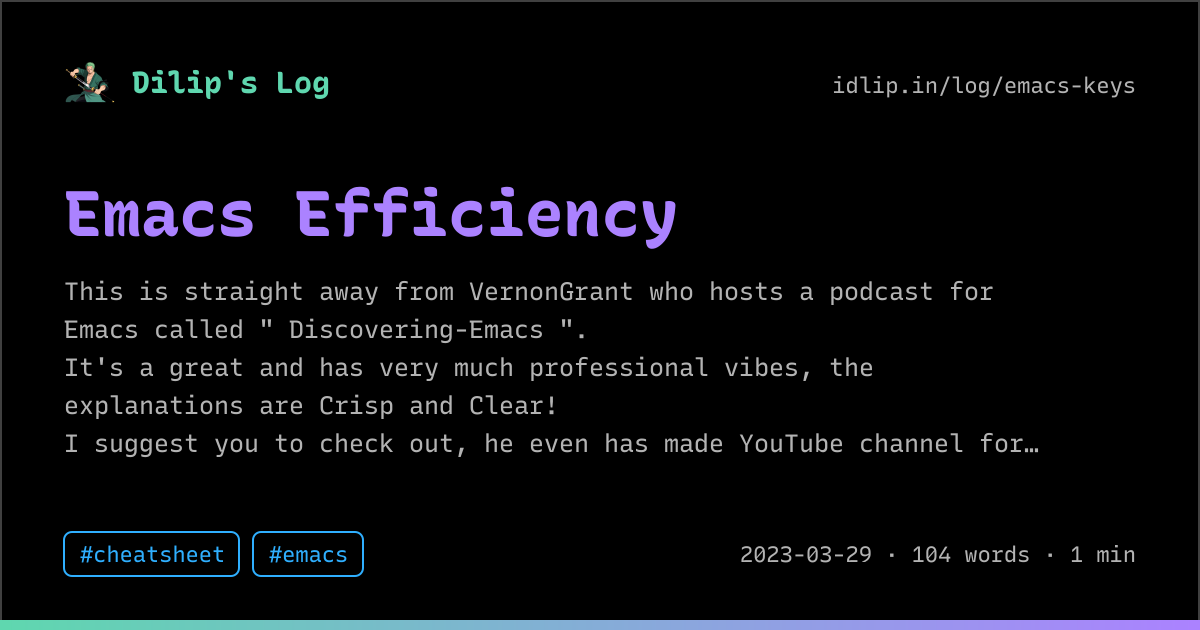 Dilip's Log
idlip.in/log/emacs-keys
Emacs Efficiency
This is straight away from VernonGrant who hosts a podcast for
Emacs called " Discovering-Emacs ".
It's a great and has very much professional vibes, the
explanations are Crisp and Clear!
I suggest you to check out, he even has made YouTube channel for…
#cheatsheet #emacs
2023-03-29 · 104 words · 1 min